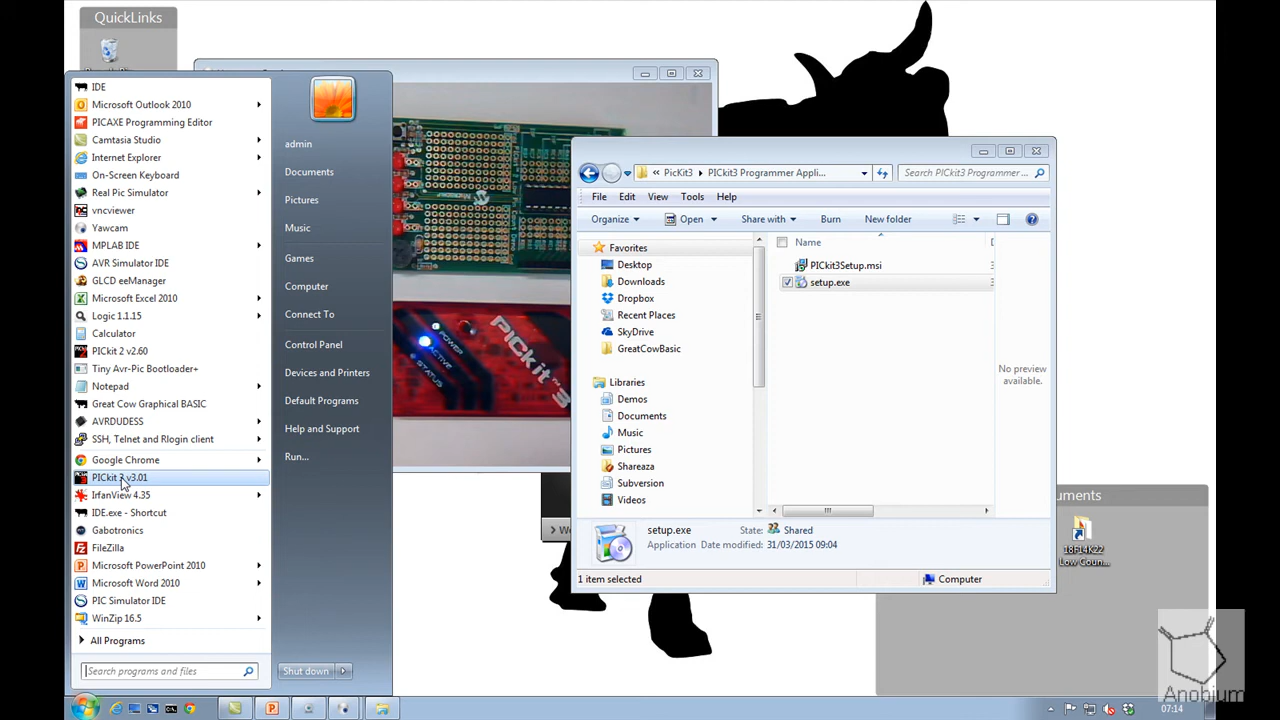 QuickLinks
IDE
Microsoft Outlook 2010
PICAXE Programming Editor
Camtasia Studio
Internet Explorer
On-Screen Keyboard
Real Pic Simulator
vncviewer
Yawcam
MPLAB IDE
AVR Simulator IDE
GLCD eeManager
Microsoft Excel 2010
Logic 1.1.15
Calculator
PICkit 2 v2.60
Tiny Avr-Pic Bootloader+
Notepad
Great Cow Graphical BASIC
AVRDUDESS
SSH, Telnet and Rlogin client
Google Chrome
PICkit 3 v3.01
IrfanView 4.35
IDE.exe - Shortcut
Gabotronics
FileZilla
Microsoft PowerPoint 2010
Microsoft Word 2010
PIC Simulator IDE
WinZip 16.5
All Programs
Search programs and files
admin
Documents
Pictures
Music
Games
Computer
Connect To
Control Panel
Devices and Printers
Default Programs
Help and Support
Run...
Shut down
POWER
ACTIVE
STATUS
PICkit 3
« PicKit3 PICkit3 Programmer Appli...
Search PICkit3 Programmer ...
File Edit View Tools Help
Organize Open Share with Burn New folder
Favorites
Desktop
Downloads
Dropbox
Recent Places
SkyDrive
GreatCowBasic
Libraries
Demos
Documents
Music
Pictures
Shareaza
Subversion
Videos
Name
PICkit3Setup.msi
setup.exe
No preview
available.
setup.exe State: Shared
Application Date modified: 31/03/2015 09:04
1 item selected Computer
uments
18F14K22
Low Coun...
Anobium
07:14